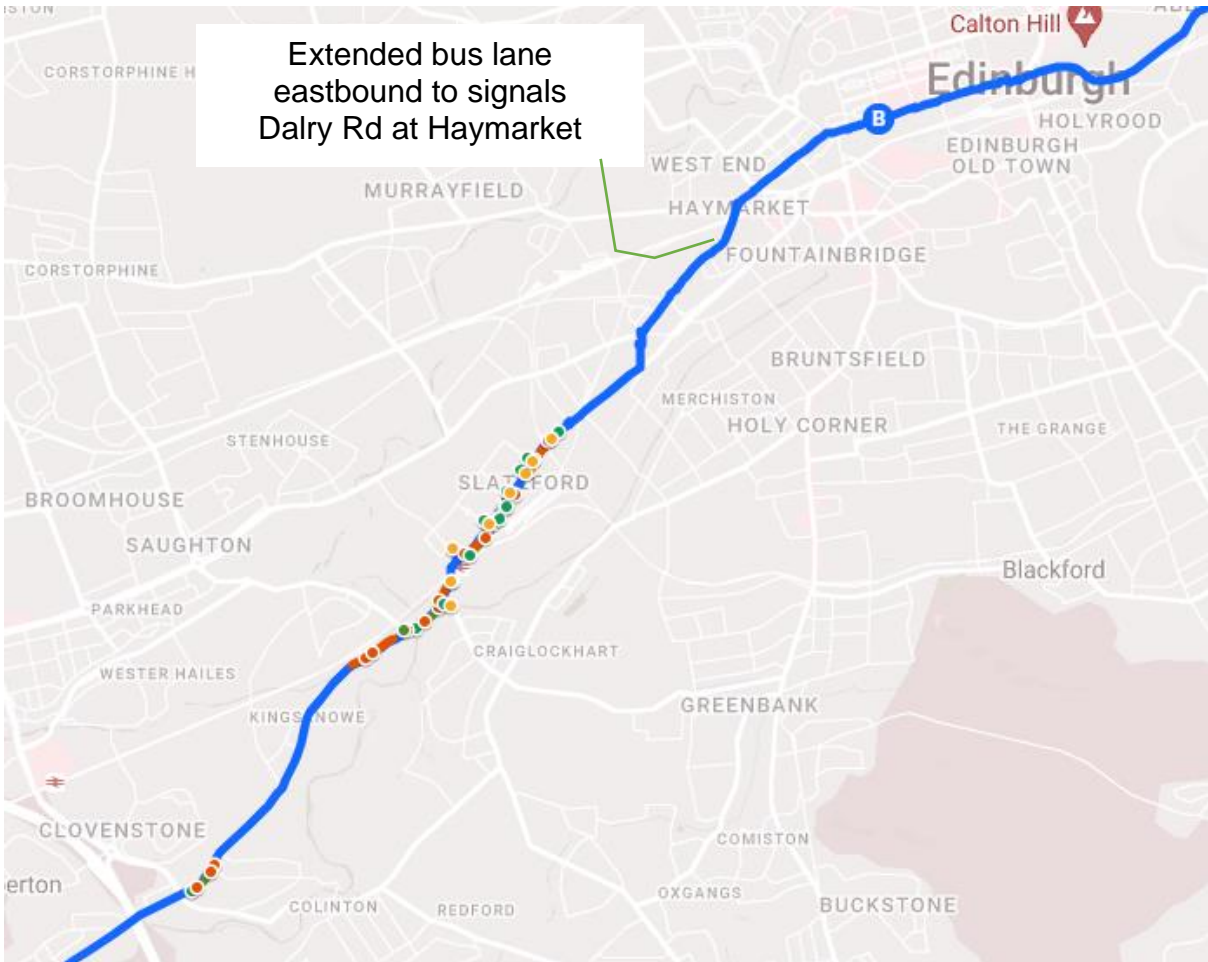 Extended bus lane
eastbound to signals
Dalry Rd at Haymarket
Calton Hill
CORSTORPHINE H
Edinburgh
B
HOLYROOD
EDINBURGH
OLD TOWN
WEST END
MURRAYFIELD
HAYMARKET
FOUNTAINBRIDGE
CORSTORPHINE
BRUNTSFIELD
MERCHISTON
HOLY CORNER
THE GRANGE
STENHOUSE
SLATEFORD
BROOMHOUSE
SAUGHTON
Blackford
PARKHEAD
CRAIGLOCKHART
WESTER HAILES
GREENBANK
KINGSKNOWE
CLOVENSTONE
COMISTON
erton
OXGANGS
COLINTON
REDFORD
BUCKSTONE